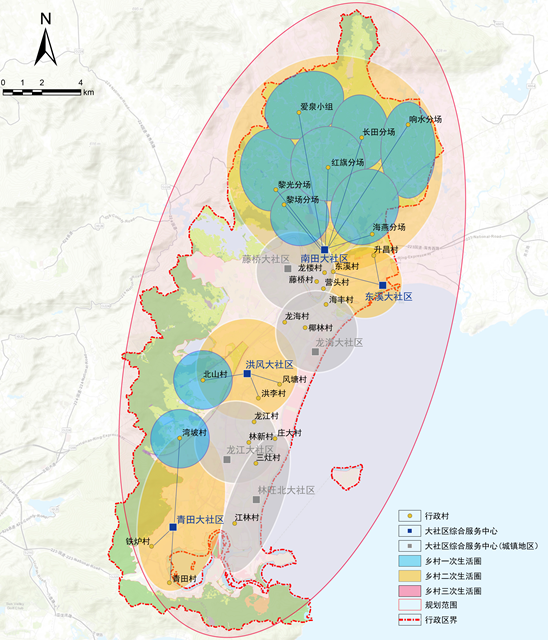 N
0 1 2 4
km
爱泉小组
响水分场
长田分场
红旗分场
黎光分场
黎场分场
海燕分场
升昌村
南田大社区
藤桥大社区
龙楼村
东溪村
藤桥村
营头村
东溪大社区
海丰村
龙海村
椰林村
龙海大社区
洪风大社区
北山村
风塘村
洪李村
龙江村
湾坡村
林新村
庄大村
龙江大社区
三灶村
林旺北大社区
青田大社区
江林村
铁炉村
青田村
行政村
大社区综合服务中心
大社区综合服务中心(城镇地区)
乡村一次生活圈
乡村二次生活圈
乡村三次生活圈
规划范围
行政区界